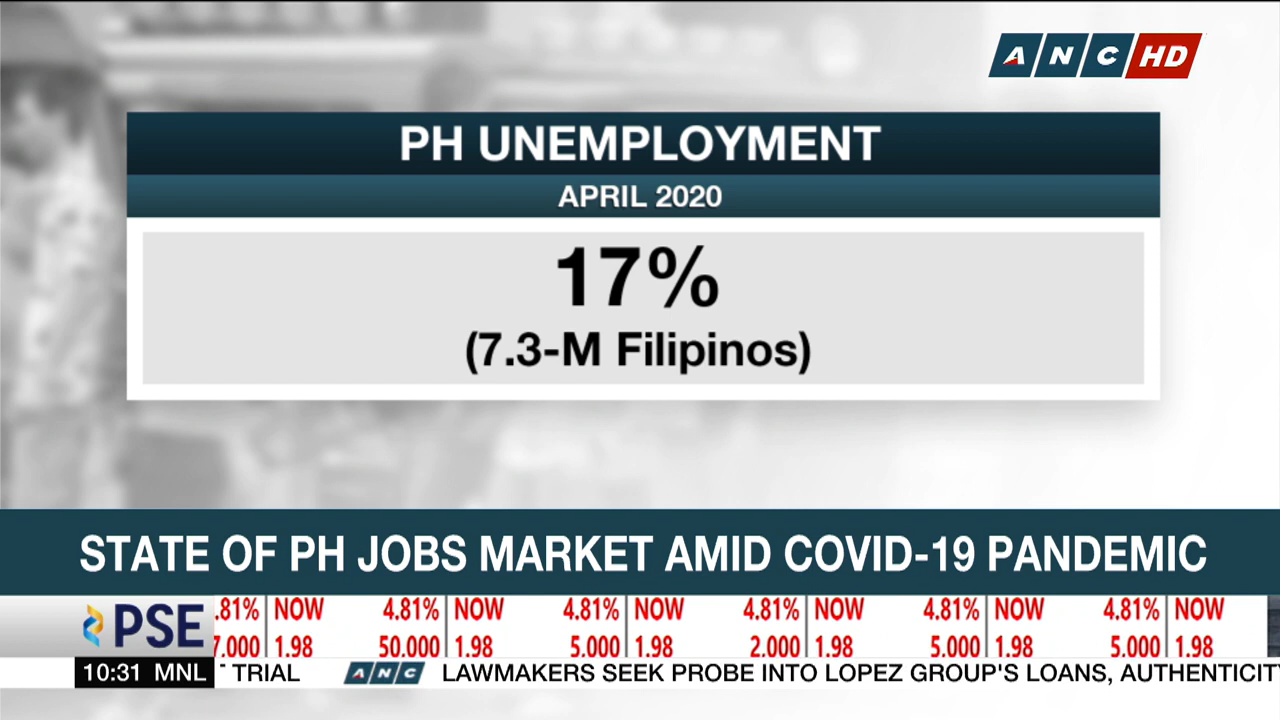 ANC HD
PH UNEMPLOYMENT
APRIL 2020
17%
(7.3-M Filipinos)
STATE OF PH JOBS MARKET AMID COVID-19 PANDEMIC
PSE
.81% NOW 4.81% NOW 4.81% NOW 4.81% NOW 4.81% NOW 4.81% NOW
7.000 1.98 50.000 1.98 5.000 1.98 2.000 1.98 5.000 1.98 5.000 1.98
10:31 MNL TRIAL ANC LAWMAKERS SEEK PROBE INTO LOPEZ GROUP'S LOANS, AUTHENTICIT